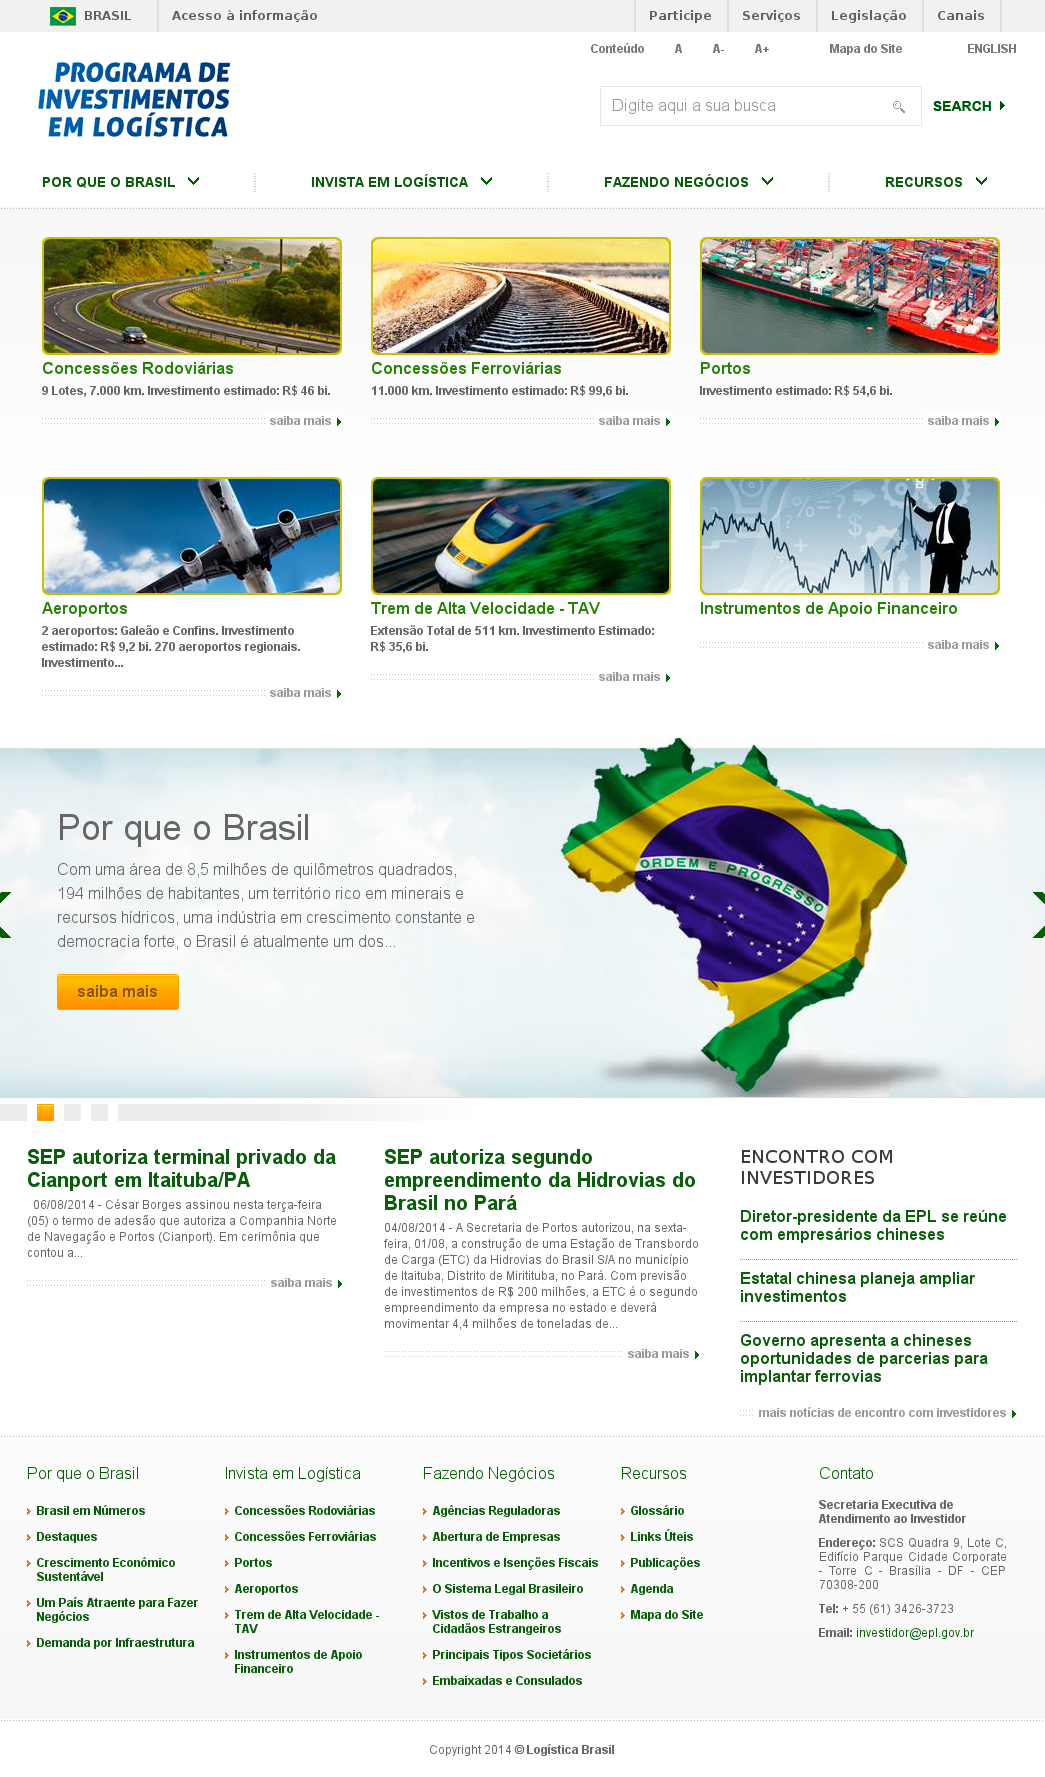 BRASIL
Acesso à informação
Participe
Serviços
Legislação
Canais
Conteúdo
A
A-
A+
Mapa do Site
ENGLISH
PROGRAMA DE
INVESTIMENTOS
EM LOGÍSTICA
Digite aqui a sua busca
SEARCH
POR QUE O BRASIL
INVISTA EM LOGÍSTICA
FAZENDO NEGÓCIOS
RECURSOS
Concessões Rodoviárias
9 Lotes, 7.000 km. Investimento estimado: R$ 46 bi.
saiba mais
Concessões Ferroviárias
11.000 km. Investimento estimado: R$ 99,6 bi.
saiba mais
Portos
Investimento estimado: R$ 54,6 bi.
saiba mais
Aeroportos
2 aeroportos: Galeão e Confins. Investimento
estimado: R$ 9,2 bi. 270 aeroportos regionais.
Investimento...
saiba mais
Trem de Alta Velocidade - TAV
Extensão Total de 511 km. Investimento Estimado:
R$ 35,6 bi.
saiba mais
Instrumentos de Apoio Financeiro
saiba mais
Por que o Brasil
Com uma área de 8,5 milhões de quilômetros quadrados,
194 milhões de habitantes, um território rico em minerais e
recursos hídricos, uma indústria em crescimento constante e
democracia forte, o Brasil é atualmente um dos...
saiba mais
ORDEM E PROGRESSO
SEP autoriza terminal privado da
Cianport em Itaituba/PA
06/08/2014 - César Borges assinou nesta terça-feira
(05) o termo de adesão que autoriza a Companhia Norte
de Navegação e Portos (Cianport). Em cerimônia que
contou a...
saiba mais
SEP autoriza segundo
empreendimento da Hidrovias do
Brasil no Pará
04/08/2014 - A Secretaria de Portos autorizou, na sexta-
feira, 01/08, a construção de uma Estação de Transbordo
de Carga (ETC) da Hidrovias do Brasil S/A no município
de Itaituba, Distrito de Miritituba, no Pará. Com previsão
de investimentos de R$ 200 milhões, a ETC é o segundo
empreendimento da empresa no estado e deverá
movimentar 4,4 milhões de toneladas de...
saiba mais
ENCONTRO COM
INVESTIDORES
Diretor-presidente da EPL se reúne
com empresários chineses
Estatal chinesa planeja ampliar
investimentos
Governo apresenta a chineses
oportunidades de parcerias para
implantar ferrovias
mais notícias de encontro com investidores
Por que o Brasil
Brasil em Números
Destaques
Crescimento Econômico
Sustentável
Um País Atraente para Fazer
Negócios
Demanda por Infraestrutura
Invista em Logística
Concessões Rodoviárias
Concessões Ferroviárias
Portos
Aeroportos
Trem de Alta Velocidade -
TAV
Instrumentos de Apoio
Financeiro
Fazendo Negócios
Agências Reguladoras
Abertura de Empresas
Incentivos e Isenções Fiscais
O Sistema Legal Brasileiro
Vistos de Trabalho a
Cidadãos Estrangeiros
Principais Tipos Societários
Embaixadas e Consulados
Recursos
Glossário
Links Úteis
Publicações
Agenda
Mapa do Site
Contato
Secretaria Executiva de
Atendimento ao Investidor
Endereço: SCS Quadra 9, Lote C,
Edifício Parque Cidade Corporate
- Torre C - Brasília - DF - CEP
70308-200
Tel: + 55 (61) 3426-3723
Email: investidor@epl.gov.br
Copyright 2014 © Logística Brasil